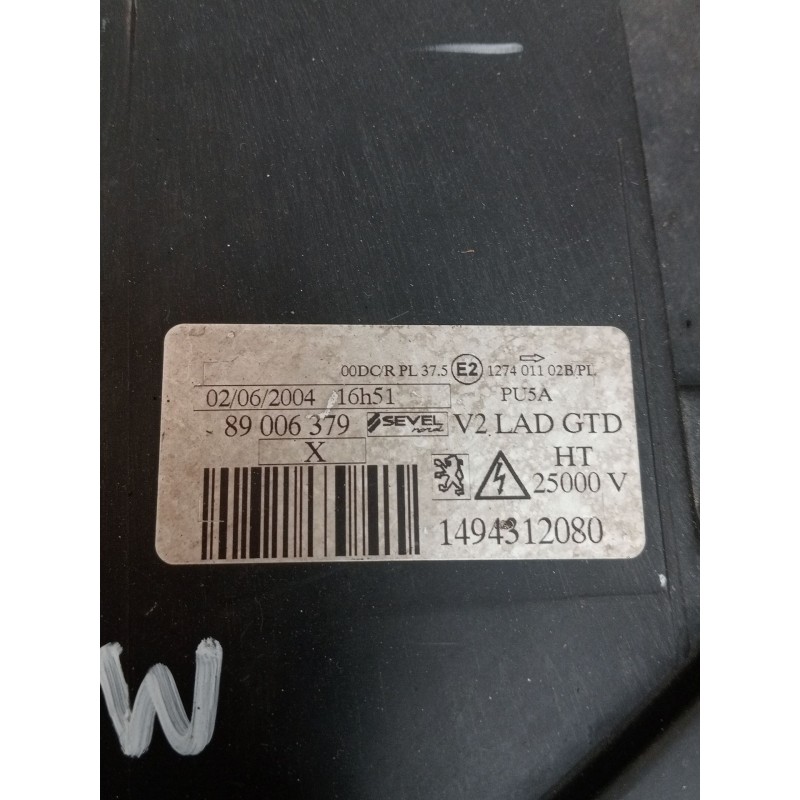 00DC/R PL 37.5 E2 1274 011 02B/PL
02/06/2004 16h51 PU5A
89 006 379 SEVEL nord V2 LAD GTD
X HT
25000 V
1494312080
W